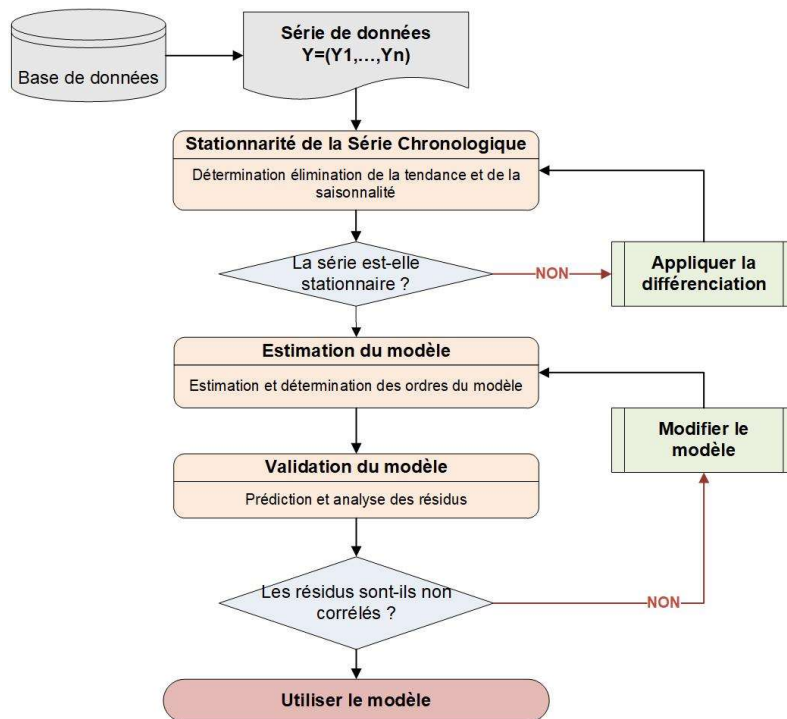 Base de données
Série de données
Y=(Y1,…,Yn)
Stationnarité de la Série Chronologique
Détermination élimination de la tendance et de la
saisonnalité
La série est-elle
stationnaire ?
NON
Appliquer la
différenciation
Estimation du modèle
Estimation et détermination des ordres du modèle
Modifier le
modèle
Validation du modèle
Prédiction et analyse des résidus
Les résidus sont-ils non
corrélés ?
NON
Utiliser le modèle